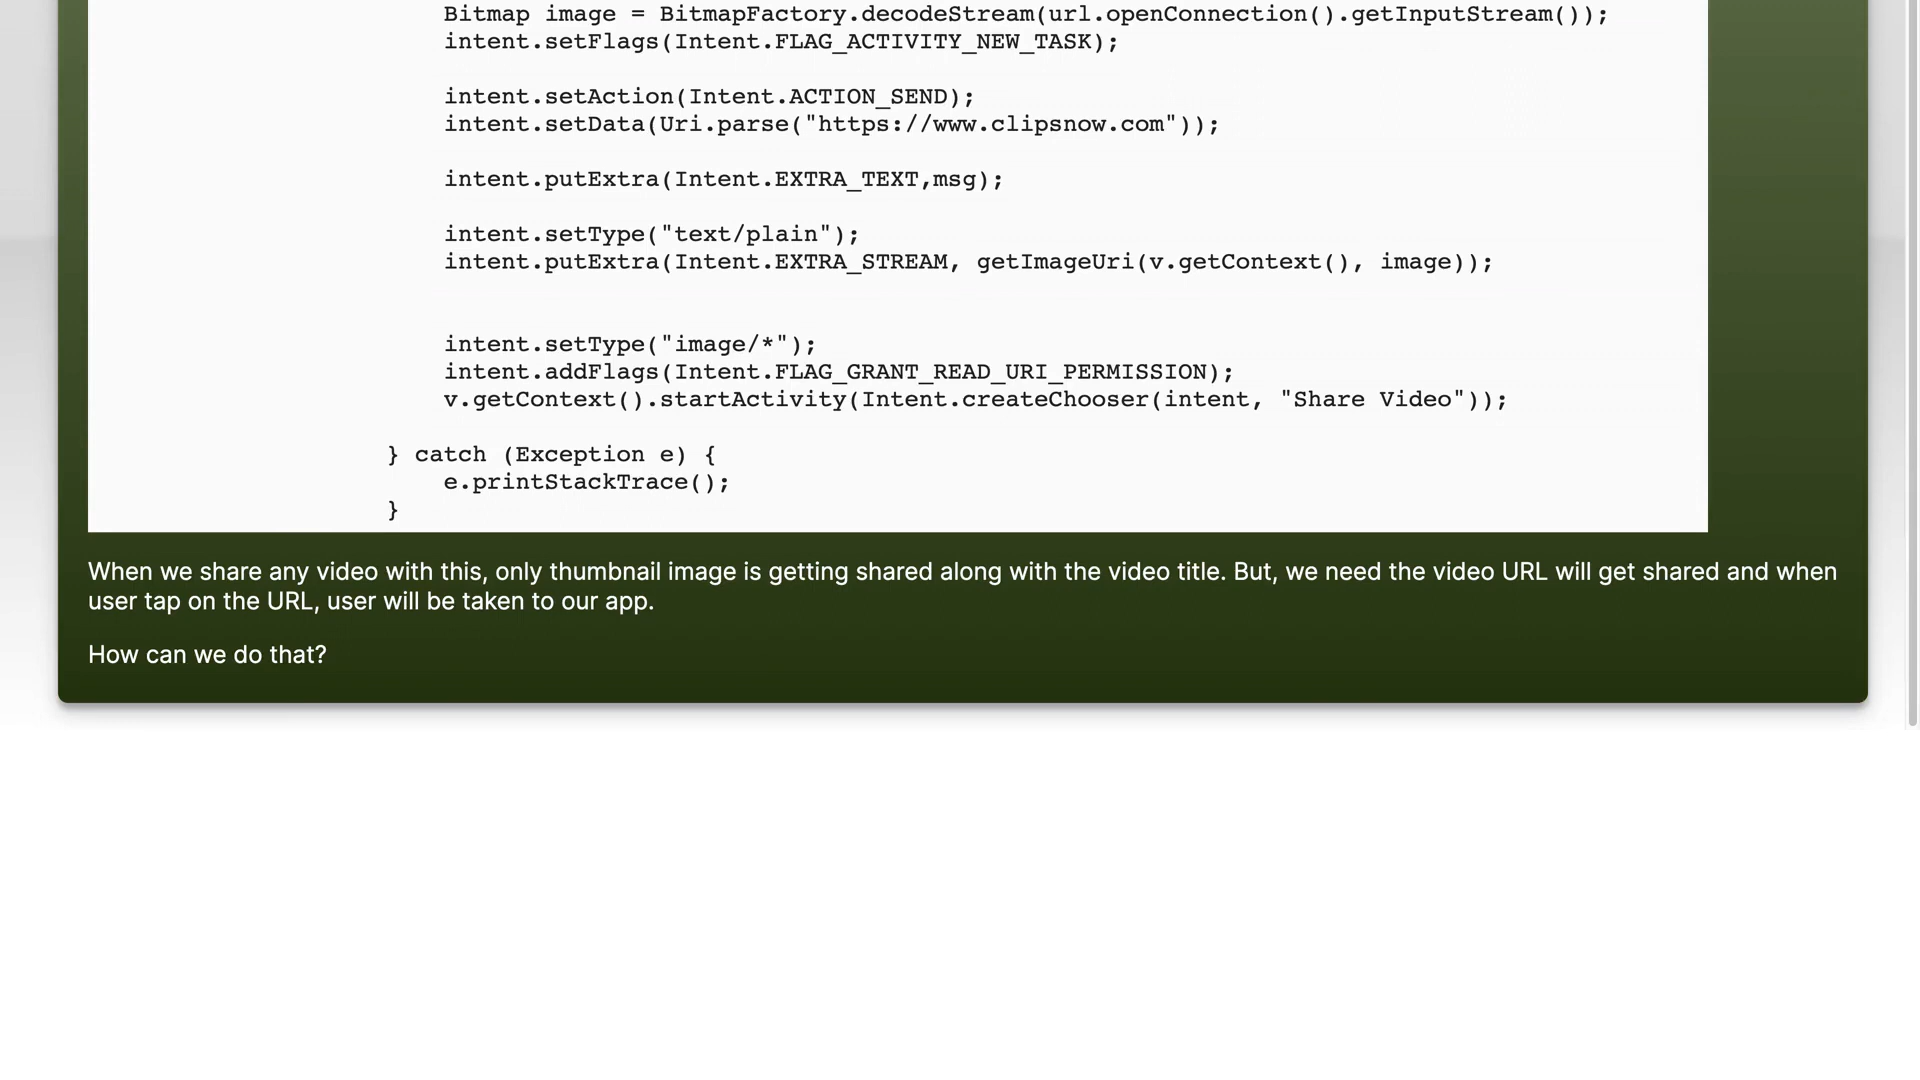 Bitmap image = BitmapFactory.decodeStream(url.openConnection().getInputStream());
intent.setFlags(Intent.FLAG_ACTIVITY_NEW_TASK);
intent.setAction(Intent.ACTION_SEND);
intent.setData(Uri.parse("https://www.clipsnow.com"));
intent.putExtra(Intent.EXTRA_TEXT,msg);
intent.setType("text/plain");
intent.putExtra(Intent.EXTRA_STREAM, getImageUri(v.getContext(), image));
intent.setType("image/*");
intent.addFlags(Intent.FLAG_GRANT_READ_URI_PERMISSION);
v.getContext().startActivity(Intent.createChooser(intent, "Share Video"));
} catch (Exception e) {
e.printStackTrace();
}
When we share any video with this, only thumbnail image is getting shared along with the video title. But, we need the video URL will get shared and when
user tap on the URL, user will be taken to our app.
How can we do that?